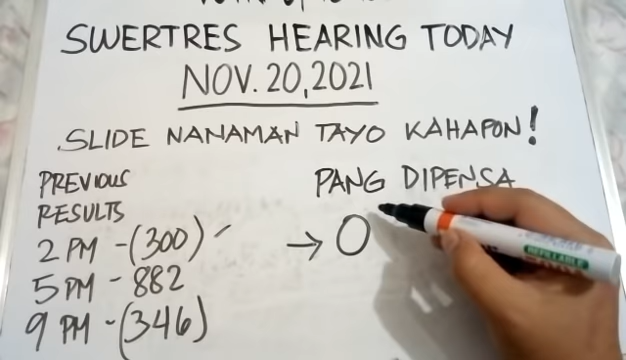 SWERTRES HEARING TODAY
NOV. 20, 2021
.SLIDE NANAMAN TAYO KAHAPON!
PREVIOUS
RESULTS
2 PM - (300)
5 PM - 882
9 PM - (346)
PANG DIPENSA
→ 0
REFILLABLE